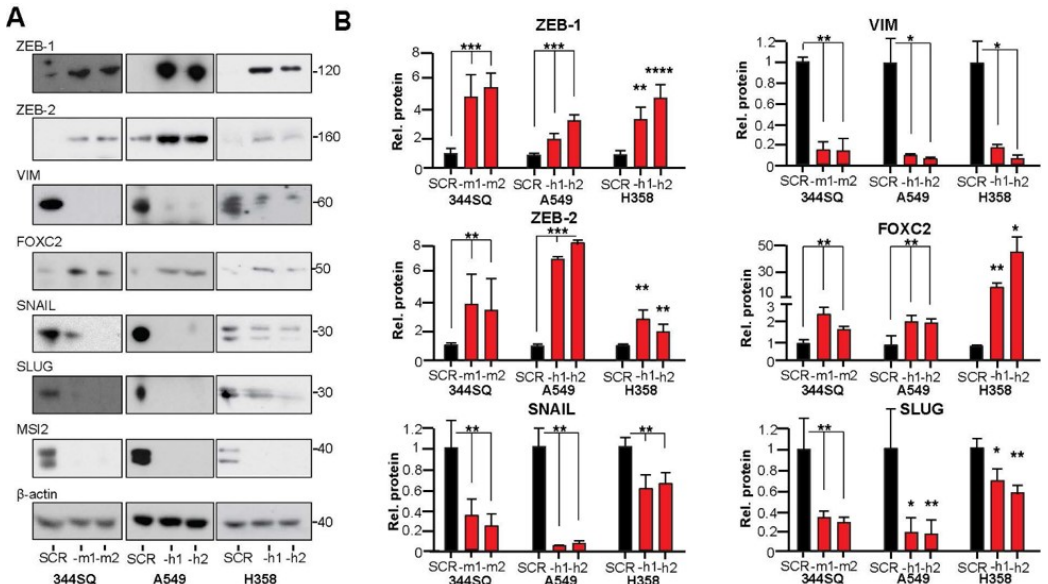 A
ZEB-1
-120
ZEB-2
-160
VIM
-60
FOXC2
50
SNAIL
-30
SLUG
-30
MSI2
-40
β-actin
-40
SCR -m1-m2
SCR -h1 -h2
SCR -h1 -h2
344SQ A549 H358
B
ZEB-1
Rel. protein
8
6
4
2
0
*** *** ** ****
SCR-m1-m2 SCR-h1-h2 SCR -h1-h2
344SQ A549 H358
VIM
Rel. protein
1.2
1
0.8
0.6
0.4
0.2
0
** * *
SCR-m1-m2 SCR -h1-h2 SCR -h1 -h2
344SQ A549 H358
ZEB-2
Rel. protein
8
6
4
2
0
** *** ** **
SCR-m1-m2 SCR -h1-h2 SCR -h1-h2
344SQ A549 H358
FOXC2
Rel. protein
50
30
10
3
2
1
0
** ** ** *
SCR-m1-m2 SCR -h1-h2 SCR -h1 -h2
344SQ A549 H358
SNAIL
Rel. protein
1.2
1
0.8
0.6
0.4
0.2
0
** ** **
SCR-m1-m2 SCR -h1 -h2 SCR -h1-h2
344SQ A549 H358
SLUG
Rel. protein
1.2
1
0.8
0.6
0.4
0.2
0
** * ** * **
SCR-m1-m2 SCR -h1 -h2 SCR -h1 -h2
344SQ A549 H358